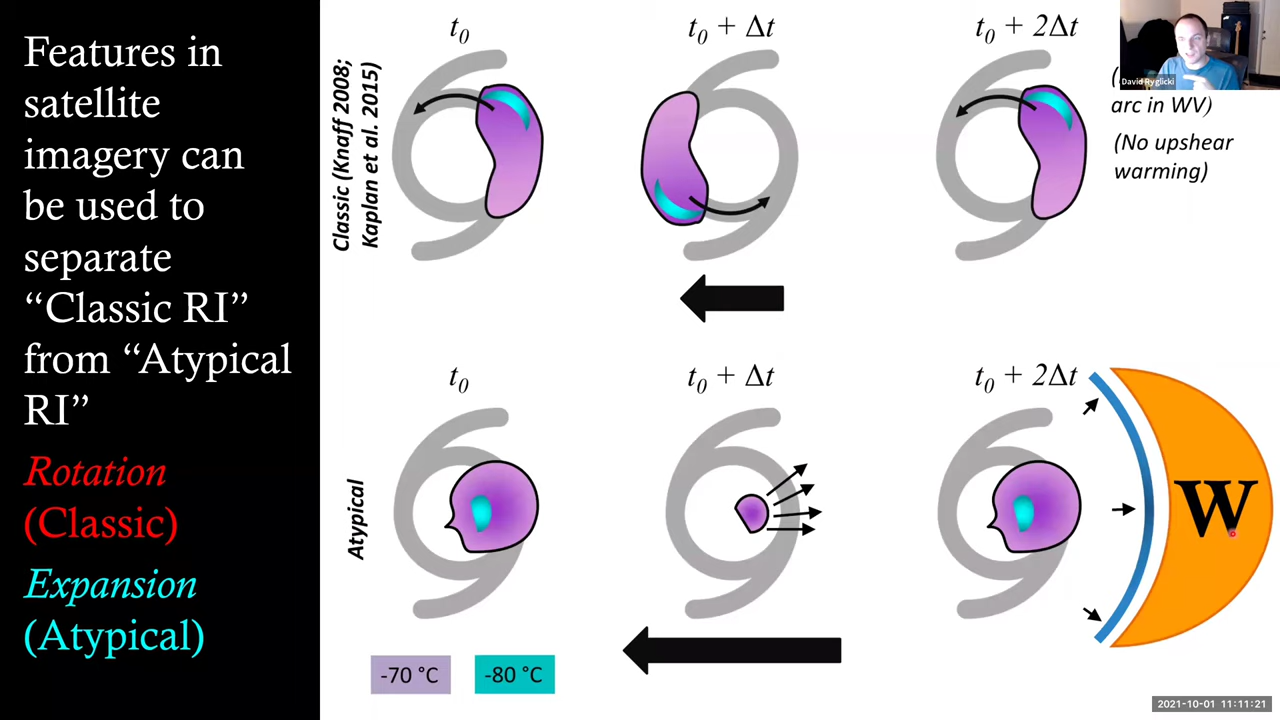 Features in
satellite
imagery can
be used to
separate
“Classic RI”
from “Atypical
RI”
Rotation
(Classic)
Expansion
(Atypical)
Classic (Knaff 2008;
Kaplan et al. 2015)
t0
t0 + Δt
t0 + 2Δt
David Ryglicki
arc in WV)
(No upshear
warming)
Atypical
t0
t0 + Δt
t0 + 2Δt
W
-70 °C
-80 °C
2021-10-01 11:11:21